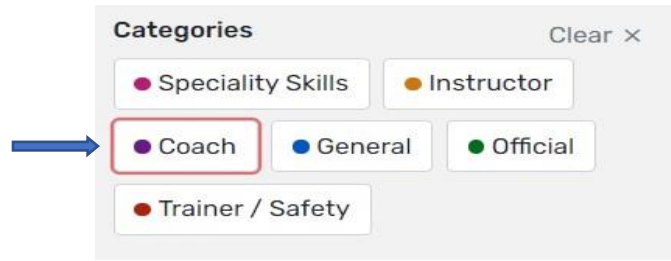 Categories Clear ×
Speciality Skills Instructor
Coach General Official
Trainer / Safety